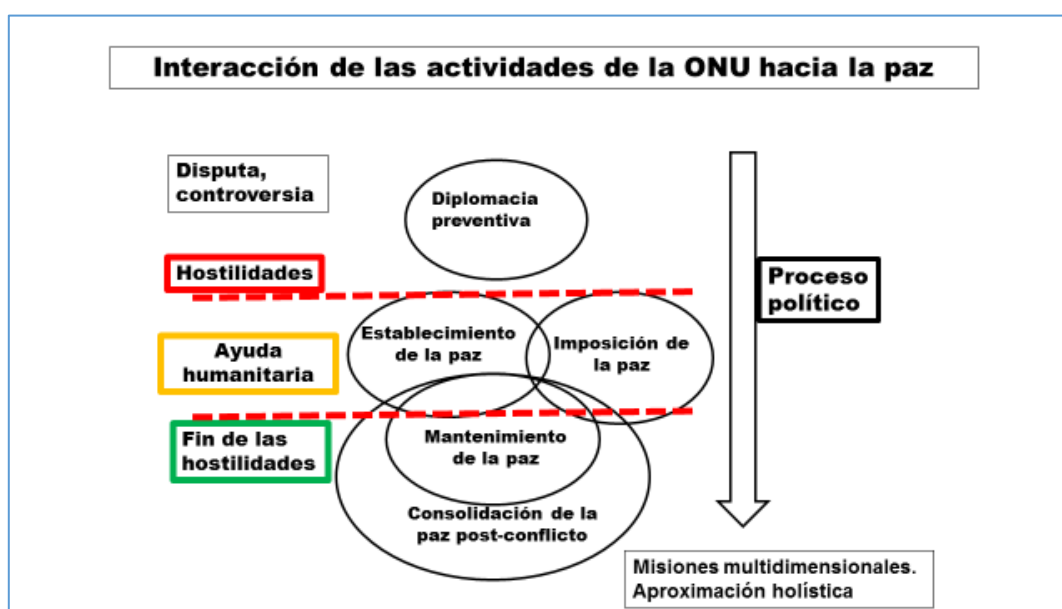 Interacción de las actividades de la ONU hacia la paz
Disputa,
controversia
Diplomacia
preventiva
Hostilidades
Proceso
político
Establecimiento
de la paz
Imposición de
la paz
Ayuda
humanitaria
Fin de las
hostilidades
Mantenimiento
de la paz
Consolidación de la
paz post-conflicto
Misiones multidimensionales.
Aproximación holística